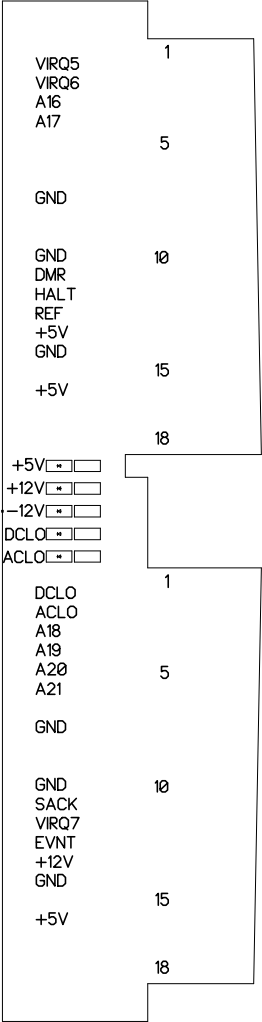 1
VIRQ5
VIRQ6
A16
A17
5
GND
GND
10
DMR
HALT
REF
+5V
GND
15
+5V
18
+5V
+12V
-12V
DCLO
ACLO
1
DCLO
ACLO
A18
A19
A20
5
A21
GND
GND
10
SACK
VIRQ7
EVNT
+12V
GND
15
+5V
18